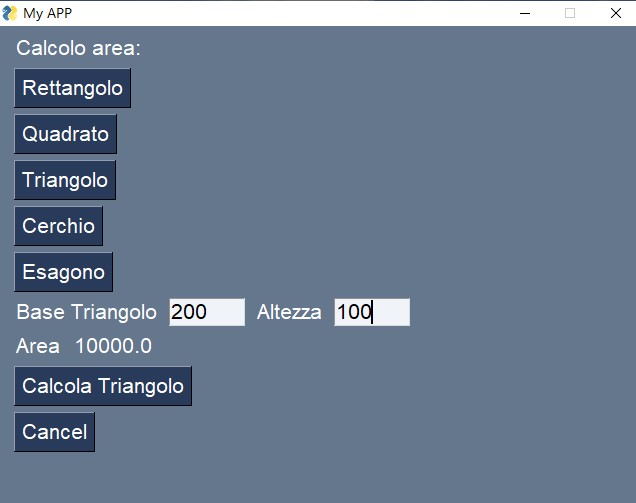 My APP
Calcolo area:
Rettangolo
Quadrato
Triangolo
Cerchio
Esagono
Base Triangolo 200 Altezza 100
Area 10000.0
Calcola Triangolo
Cancel